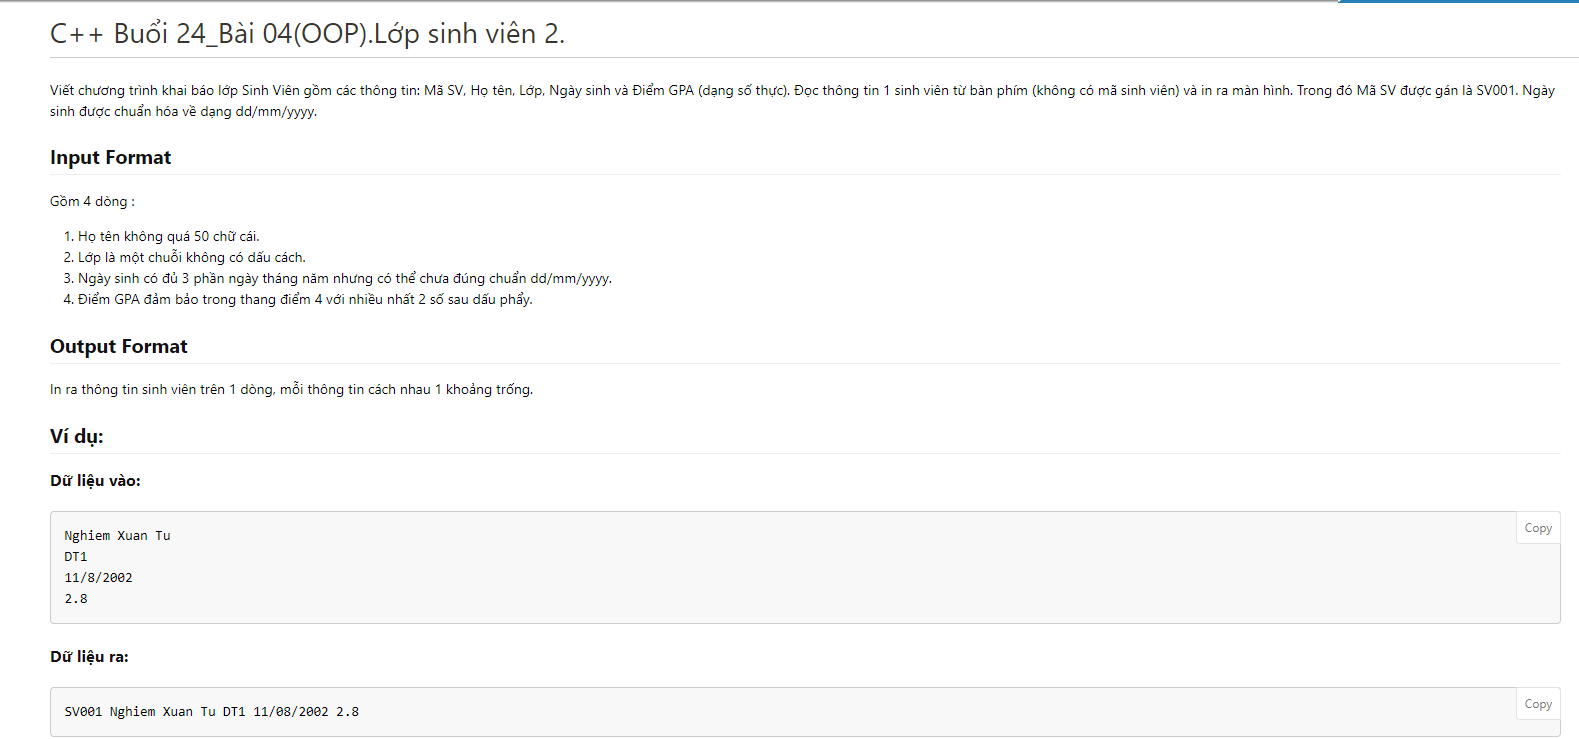 C++ Buổi 24_Bài 04(OOP).Lớp sinh viên 2.
Viết chương trình khai báo lớp Sinh Viên gồm các thông tin: Mã SV, Họ tên, Lớp, Ngày sinh và Điểm GPA (dạng số thực). Đọc thông tin 1 sinh viên từ bàn phím (không có mã sinh viên) và in ra màn hình. Trong đó Mã SV được gán là SV001. Ngày
sinh được chuẩn hóa về dạng dd/mm/yyyy.
Input Format
Gồm 4 dòng :
1. Họ tên không quá 50 chữ cái.
2. Lớp là một chuỗi không có dấu cách.
3. Ngày sinh có đủ 3 phần ngày tháng năm nhưng có thể chưa đúng chuẩn dd/mm/yyyy.
4. Điểm GPA đảm bảo trong thang điểm 4 với nhiều nhất 2 số sau dấu phẩy.
Output Format
In ra thông tin sinh viên trên 1 dòng, mỗi thông tin cách nhau 1 khoảng trống.
Ví dụ:
Dữ liệu vào:
Copy
Nghiem Xuan Tu
DT1
11/8/2002
2.8
Dữ liệu ra:
Copy
SV001 Nghiem Xuan Tu DT1 11/08/2002 2.8